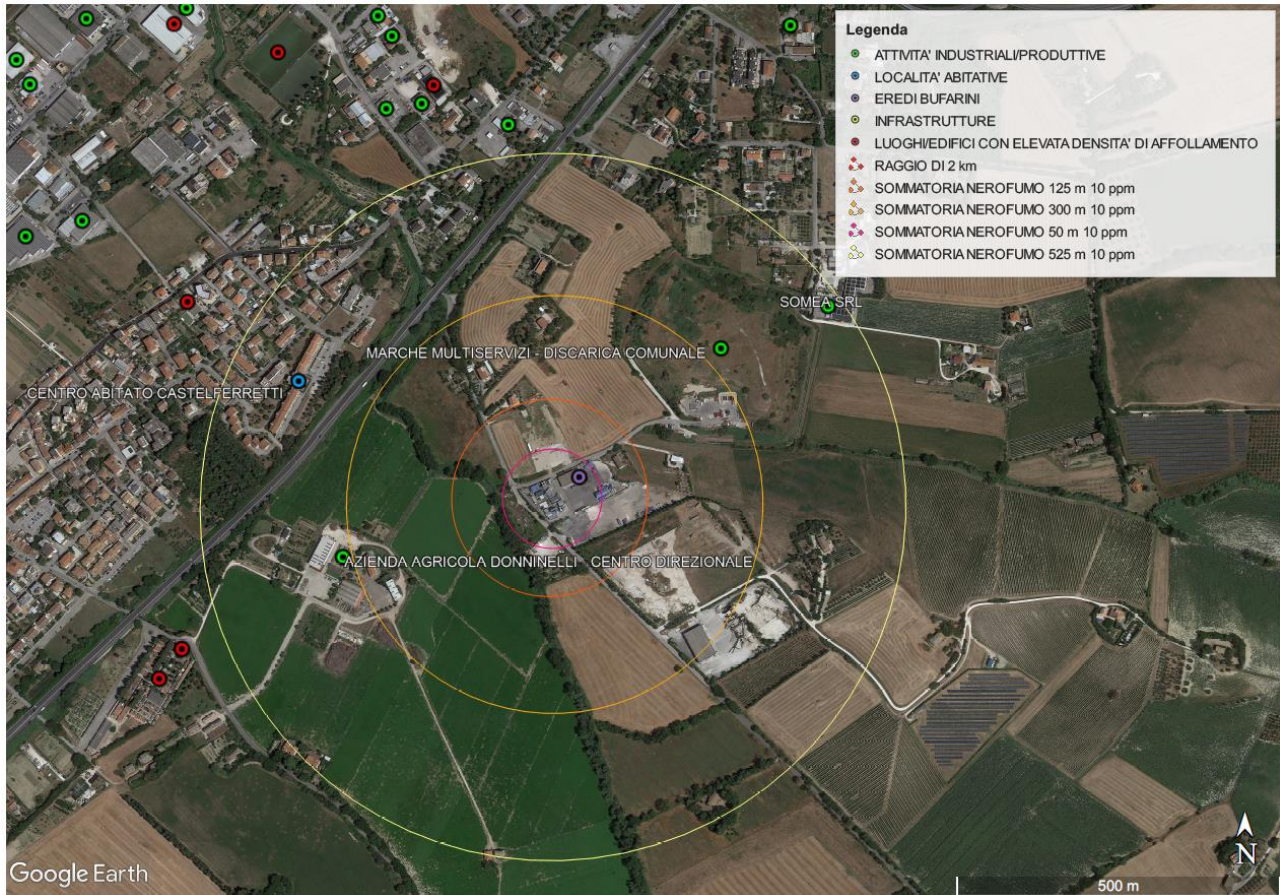 Legenda
ATTIVITA' INDUSTRIALI/PRODUTTIVE
LOCALITA' ABITATIVE
EREDI BUFARINI
INFRASTRUTTURE
LUOGHI/EDIFICI CON ELEVATA DENSITA' DI AFFOLLAMENTO
RAGGIO DI 2 km
SOMMATORIA NEROFUMO 125 m 10 ppm
SOMMATORIA NEROFUMO 300 m 10 ppm
SOMMATORIA NEROFUMO 50 m 10 ppm
SOMMATORIA NEROFUMO 525 m 10 ppm
SOMEA SRL
MARCHE MULTISERVIZI - DISCARICA COMUNALE
CENTRO ABITATO CASTELFERRETTI
AZIENDA AGRICOLA DONNINELLI - CENTRO DIREZIONALE
N
Google Earth
500 m